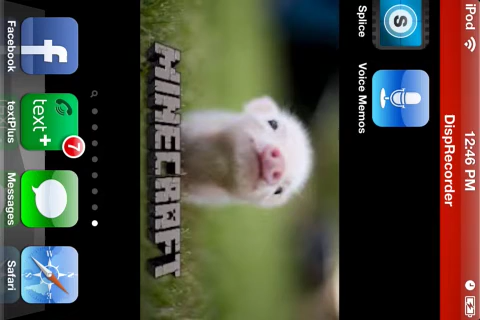 iPod 12:46 PM
DispRecorder
Splice
Voice Memos
MINECRAFT
7
Facebook
text+
textPlus
Messages
Safari